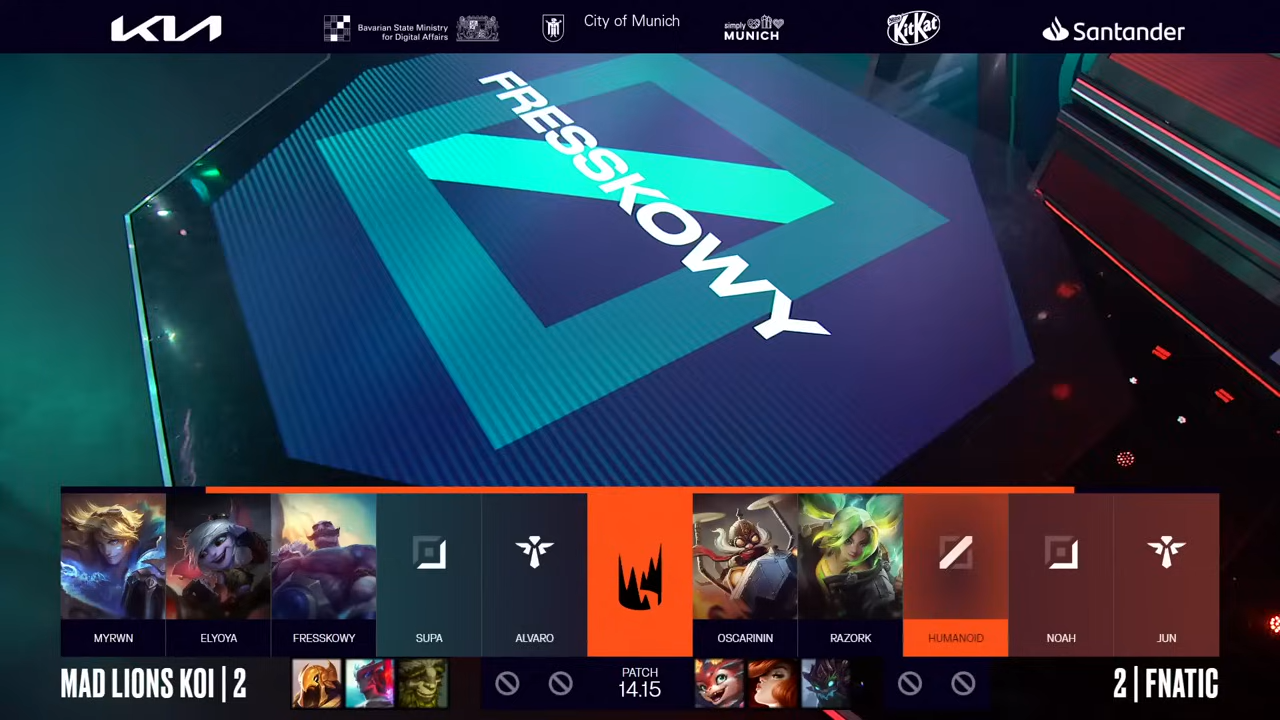 KIA
Bavarian State Ministry
for Digital Affairs
City of Munich
simply
MUNICH
KitKat
Santander
FRESSKOWY
MYRWN
ELYOYA
FRESSKOWY
SUPA
ALVARO
OSCARININ
RAZORK
HUMANOID
NOAH
JUN
MAD LIONS KOI | 2
PATCH
14.15
2 | FNATIC